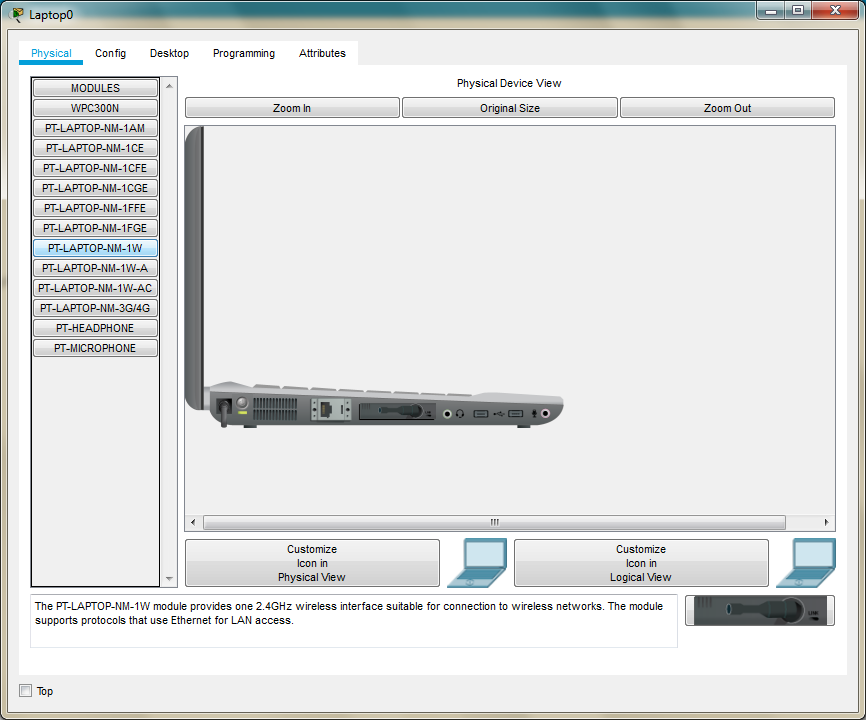 Laptop0
Physical Config Desktop Programming Attributes
MODULES
WPC300N
PT-LAPTOP-NM-1AM
PT-LAPTOP-NM-1CE
PT-LAPTOP-NM-1CFE
PT-LAPTOP-NM-1CGE
PT-LAPTOP-NM-1FFE
PT-LAPTOP-NM-1FGE
PT-LAPTOP-NM-1W
PT-LAPTOP-NM-1W-A
PT-LAPTOP-NM-1W-AC
PT-LAPTOP-NM-3G/4G
PT-HEADPHONE
PT-MICROPHONE
Physical Device View
Zoom In Original Size Zoom Out
Customize
Icon in
Physical View
Customize
Icon in
Logical View
The PT-LAPTOP-NM-1W module provides one 2.4GHz wireless interface suitable for connection to wireless networks. The module
supports protocols that use Ethernet for LAN access.
Top